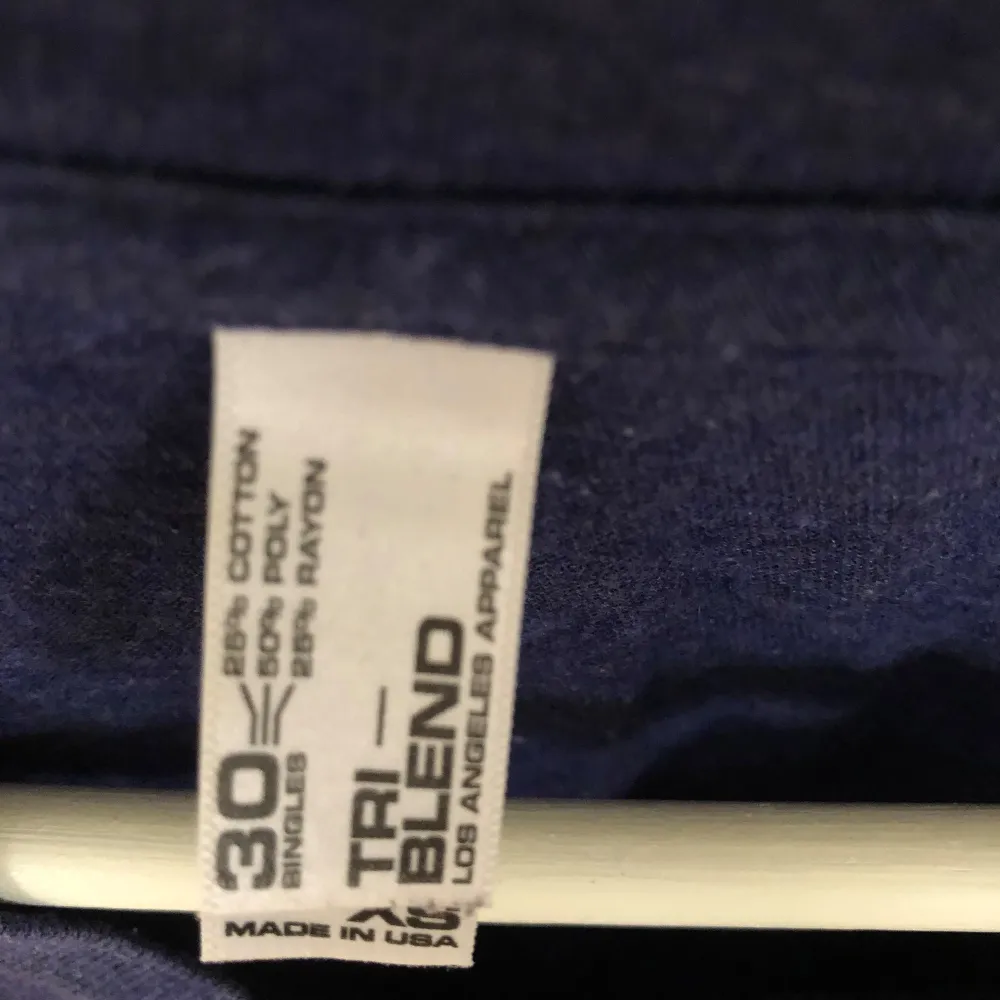 30
SINGLES
25% COTTON
50% POLY
25% RAYON
TRI—
BLEND
LOS ANGELES APPAREL
MADE IN USA